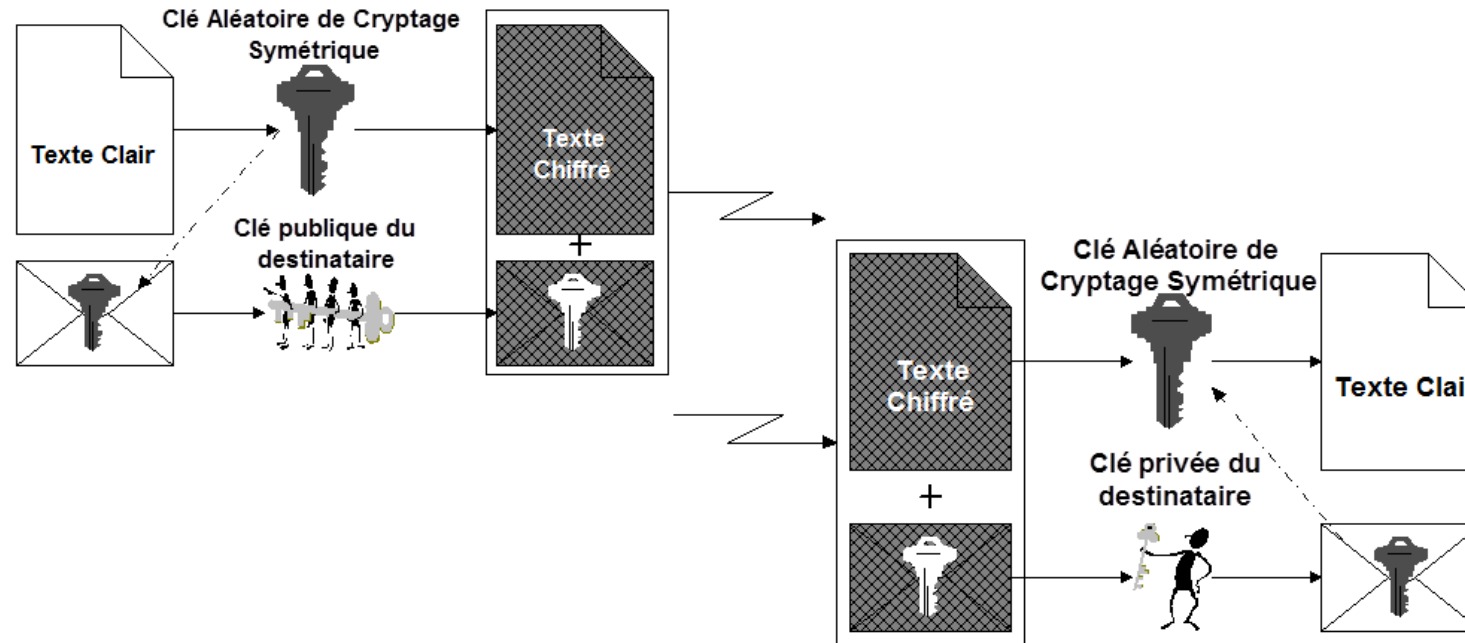 Clé Aléatoire de Cryptage
Symétrique
Texte Clair
Texte
Chiffré
Clé publique du
destinataire
+
Clé Aléatoire de
Cryptage Symétrique
Texte
Chiffré
Texte Clai
+
Clé privée du
destinataire